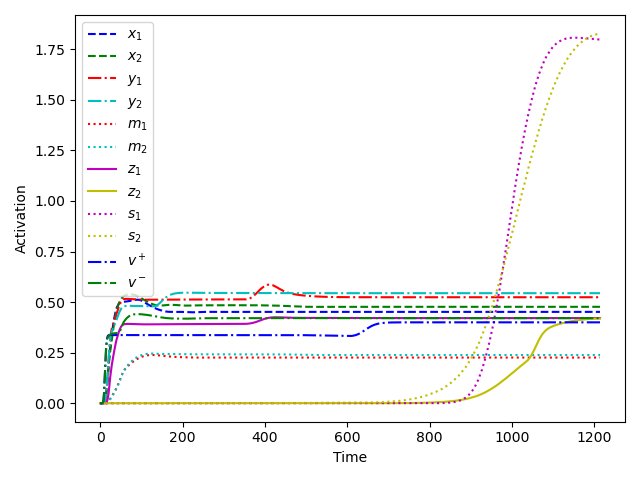 1.75
1.50
1.25
1.00
0.75
0.50
0.25
0.00
Activation
x₁
x₂
y₁
y₂
m₁
m₂
z₁
z₂
s₁
s₂
v⁺
v⁻
0 200 400 600 800 1000 1200
Time